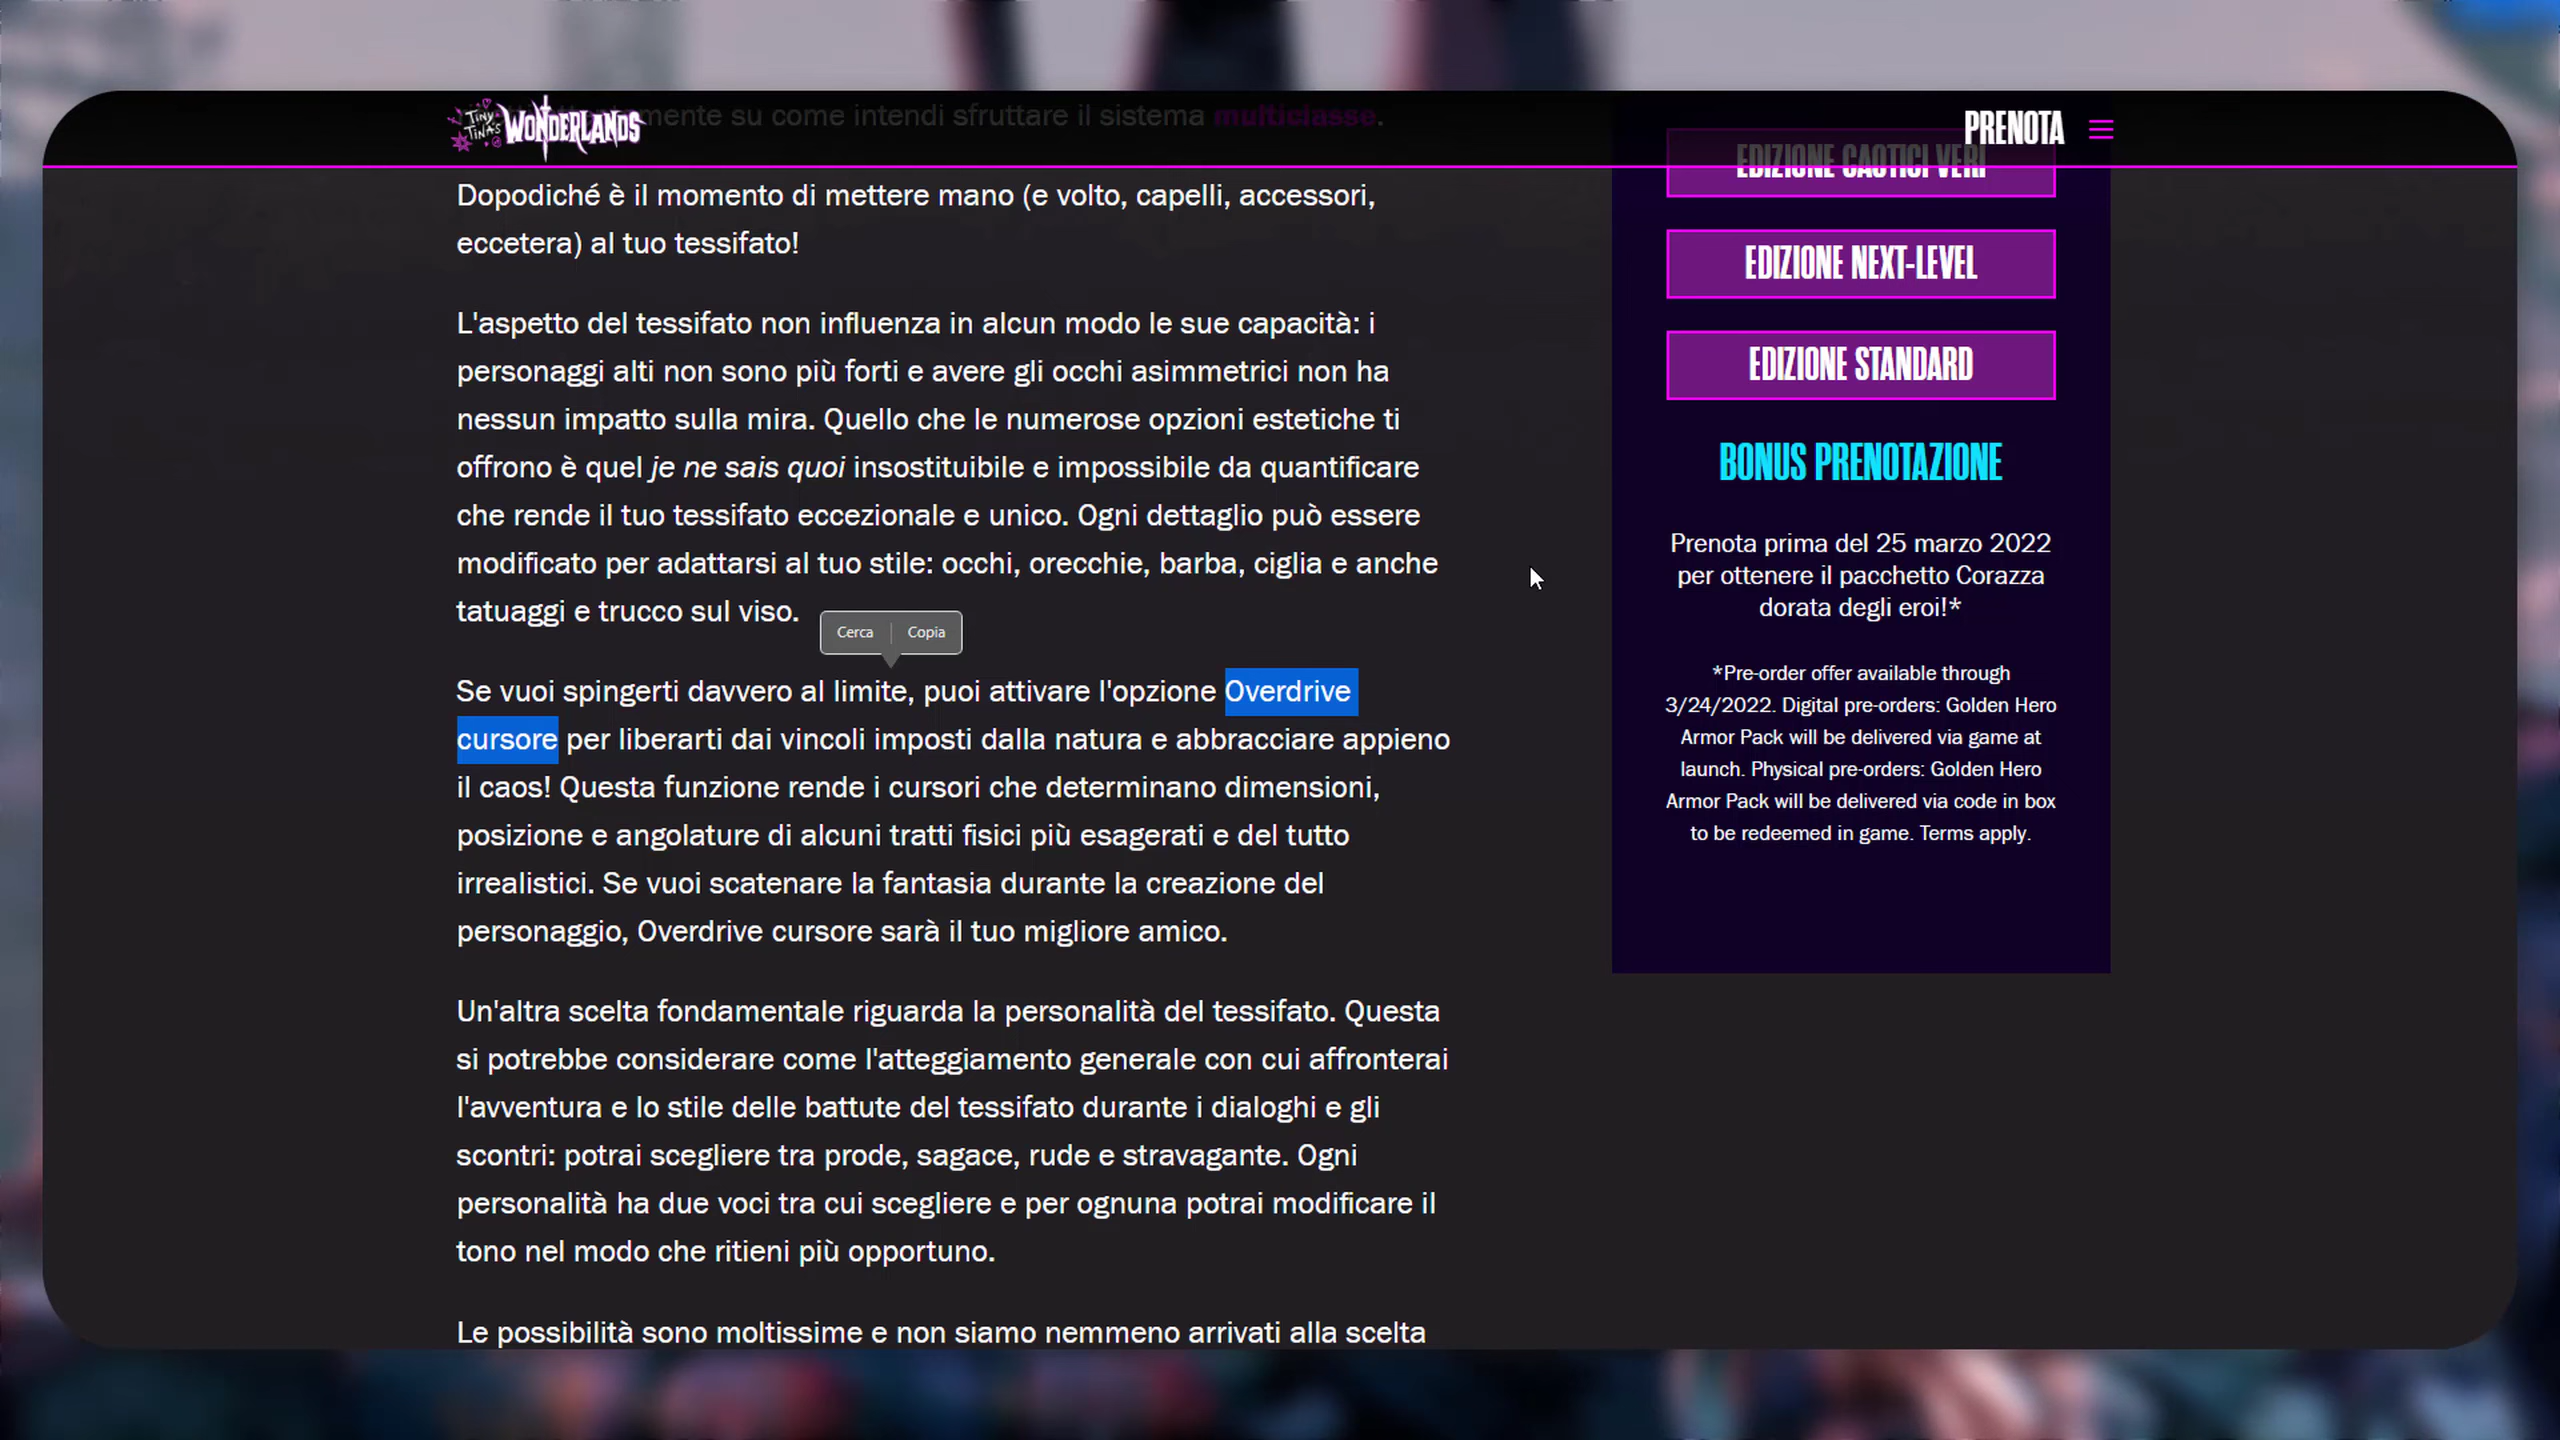 TINY TINA'S WONDERLANDS
mente su come intendi sfruttare il sistema multiclasse.
PRENOTA
Dopodiché è il momento di mettere mano (e volto, capelli, accessori,
eccetera) al tuo tessifato!
L'aspetto del tessifato non influenza in alcun modo le sue capacità: i
personaggi alti non sono più forti e avere gli occhi asimmetrici non ha
nessun impatto sulla mira. Quello che le numerose opzioni estetiche ti
offrono è quel je ne sais quoi insostituibile e impossibile da quantificare
che rende il tuo tessifato eccezionale e unico. Ogni dettaglio può essere
modificato per adattarsi al tuo stile: occhi, orecchie, barba, ciglia e anche
tatuaggi e trucco sul viso.
Cerca
Copia
Se vuoi spingerti davvero al limite, puoi attivare l'opzione Overdrive
cursore per liberarti dai vincoli imposti dalla natura e abbracciare appieno
il caos! Questa funzione rende i cursori che determinano dimensioni,
posizione e angolature di alcuni tratti fisici più esagerati e del tutto
irrealistici. Se vuoi scatenare la fantasia durante la creazione del
personaggio, Overdrive cursore sarà il tuo migliore amico.
Un'altra scelta fondamentale riguarda la personalità del tessifato. Questa
si potrebbe considerare come l'atteggiamento generale con cui affronterai
l'avventura e lo stile delle battute del tessifato durante i dialoghi e gli
scontri: potrai scegliere tra prode, sagace, rude e stravagante. Ogni
personalità ha due voci tra cui scegliere e per ognuna potrai modificare il
tono nel modo che ritieni più opportuno.
Le possibilità sono moltissime e non siamo nemmeno arrivati alla scelta
EDIZIONE CAOTICI VERI
EDIZIONE NEXT-LEVEL
EDIZIONE STANDARD
BONUS PRENOTAZIONE
Prenota prima del 25 marzo 2022
per ottenere il pacchetto Corazza
dorata degli eroi!*
*Pre-order offer available through
3/24/2022. Digital pre-orders: Golden Hero
Armor Pack will be delivered via game at
launch. Physical pre-orders: Golden Hero
Armor Pack will be delivered via code in box
to be redeemed in game. Terms apply.